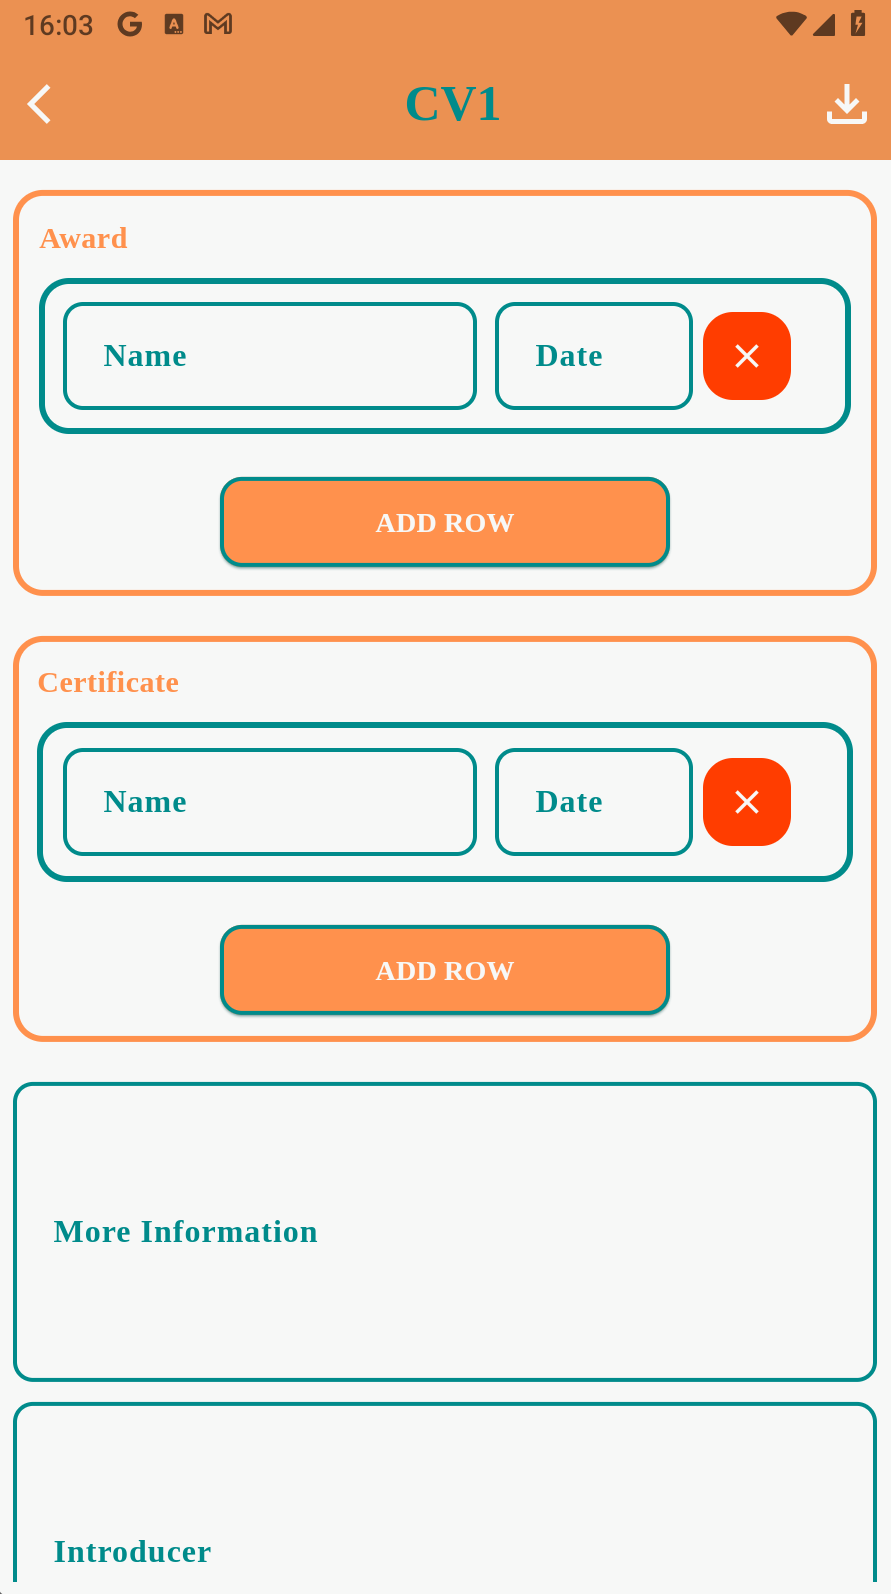 16:03
CV1
Award
Name Date
ADD ROW
Certificate
Name Date
ADD ROW
More Information
Introducer